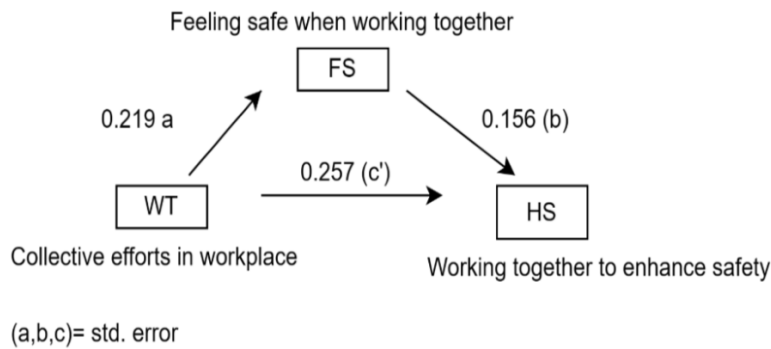 Feeling safe when working together
FS
0.219 a
0.156 (b)
0.257 (c')
WT
HS
Collective efforts in workplace
Working together to enhance safety
(a,b,c)= std. error